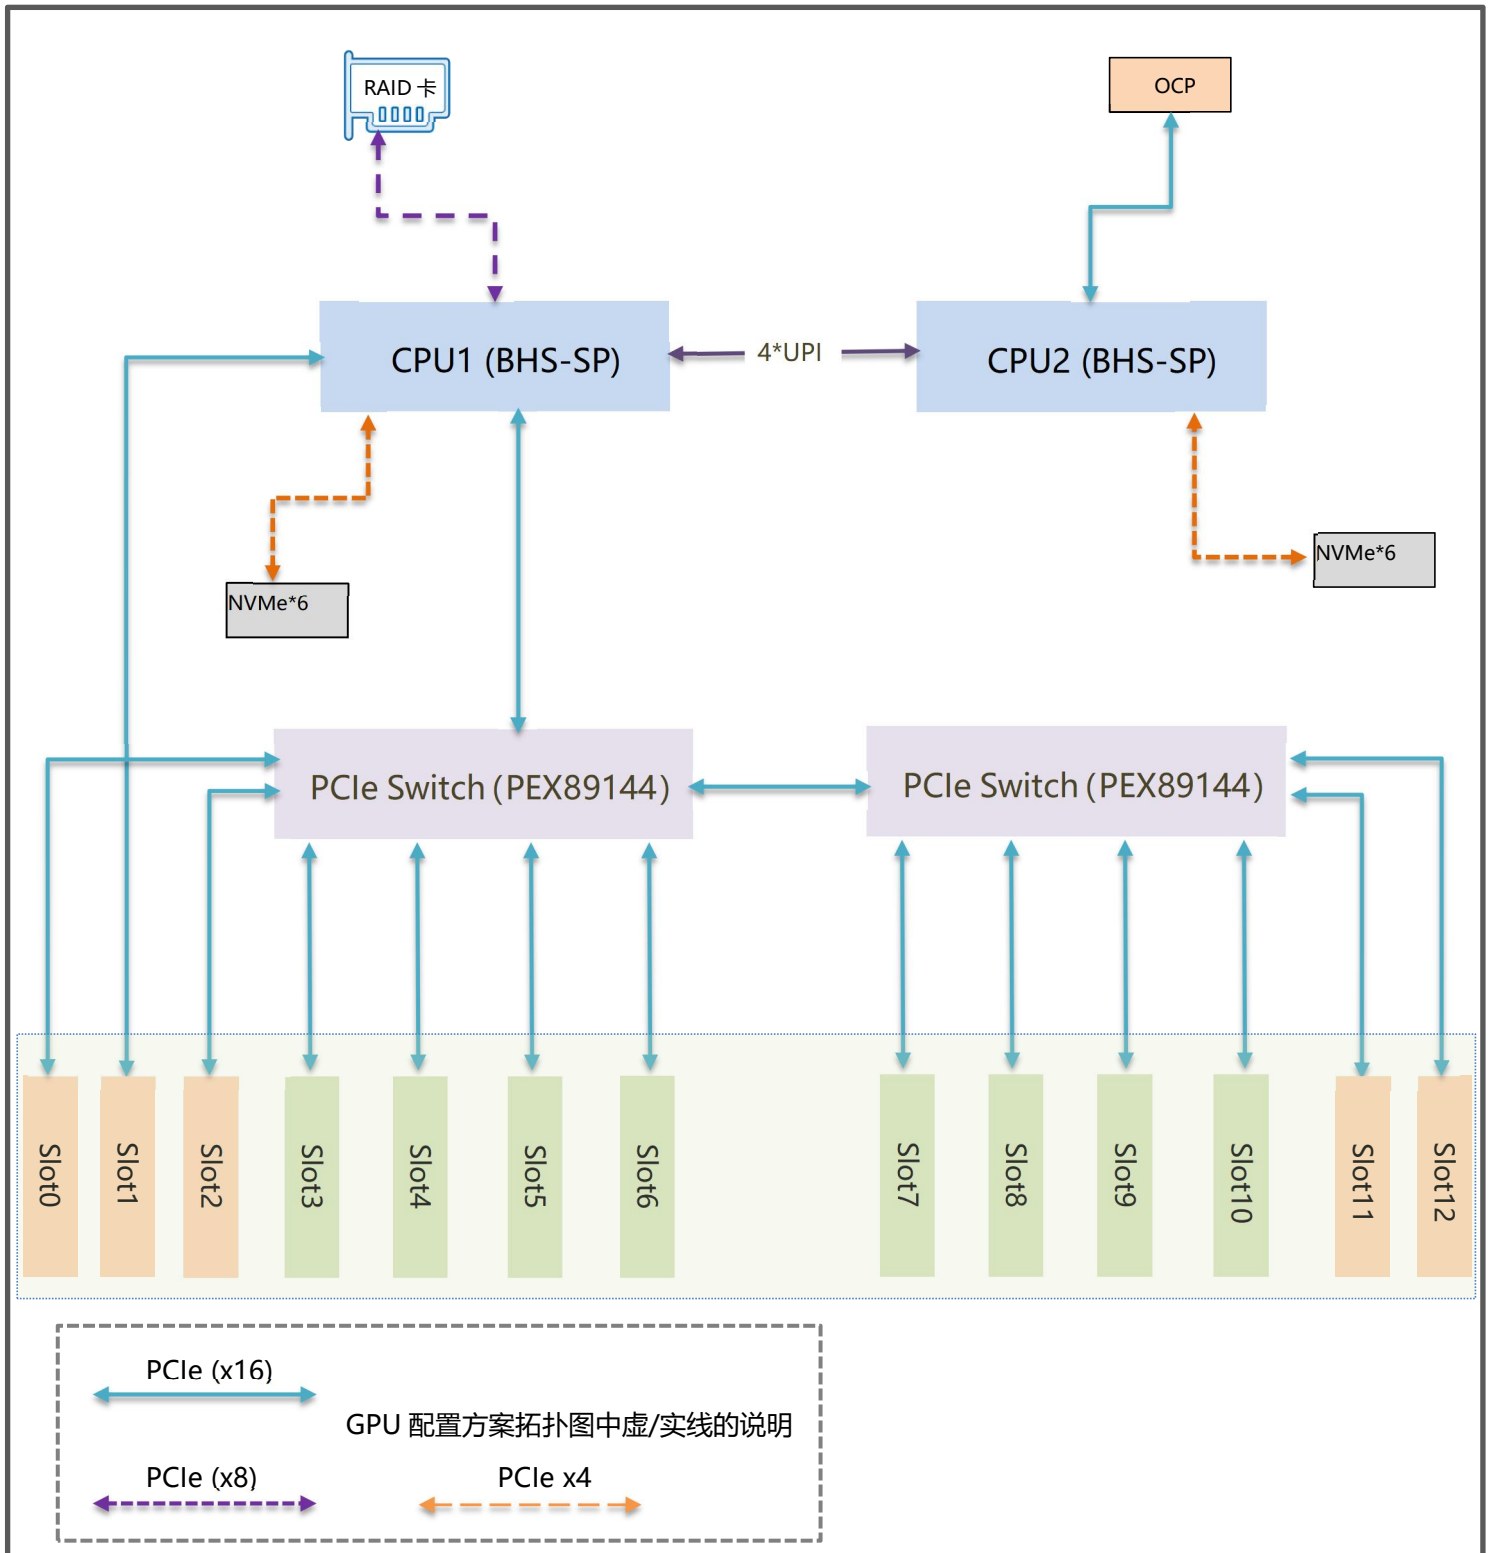 RAID 卡
OCP
CPU1 (BHS-SP)
4*UPI
CPU2 (BHS-SP)
NVMe*6
NVMe*6
PCIe Switch (PEX89144)
PCIe Switch (PEX89144)
Slot0
Slot1
Slot2
Slot3
Slot4
Slot5
Slot6
Slot7
Slot8
Slot9
Slot10
Slot11
Slot12
PCIe (x16)
GPU 配置方案拓扑图中虚/实线的说明
PCIe (x8)
PCIe x4